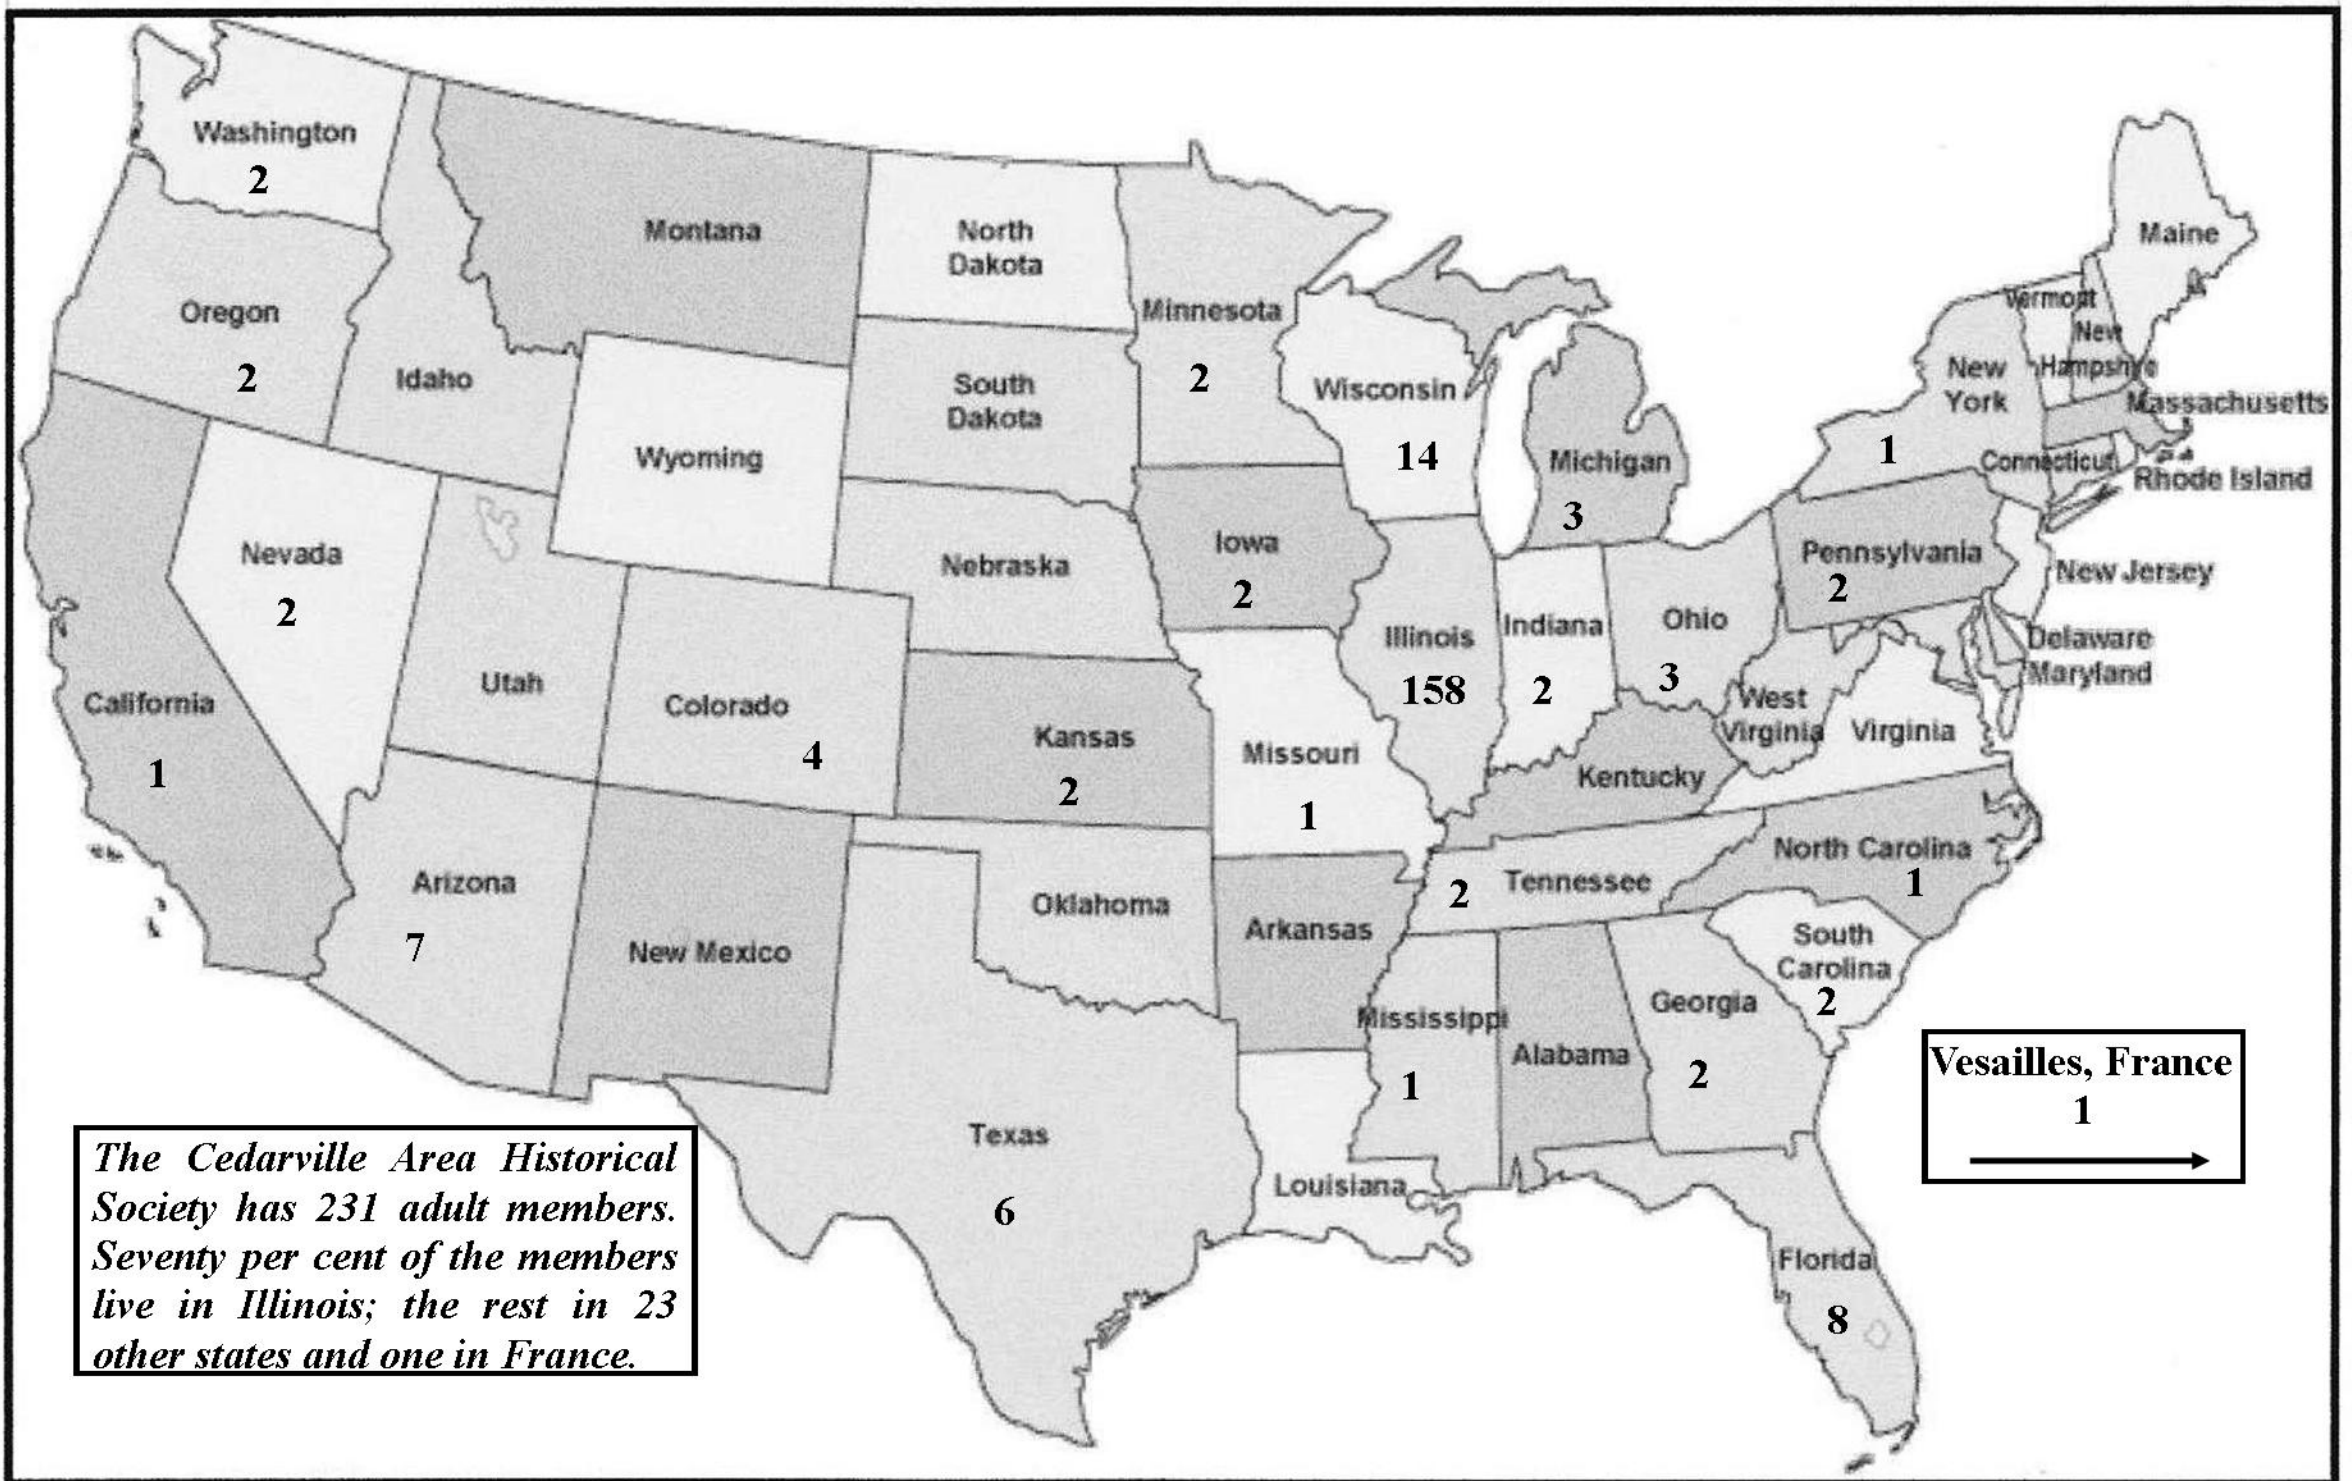 Washington
2
Montana
North
Dakota
Minnesota
2
Oregon
2
Idaho
Wyoming
South
Dakota
Wisconsin
14
Michigan
3
Maine
Vermont
New
Hampshire
New
York
1
Massachusetts
Connecticut
Rhode Island
Nevada
2
Utah
Colorado
4
Nebraska
Iowa
2
Illinois
158
Indiana
2
Ohio
3
Pennsylvania
2
New Jersey
Delaware
Maryland
West
Virginia
Virginia
California
1
Kansas
2
Missouri
1
Kentucky
Arizona
7
New Mexico
Oklahoma
Arkansas
2 Tennessee
North Carolina
1
South
Carolina
2
Mississippi
1
Alabama
Georgia
2
Texas
6
Louisiana
Florida
8
Vesailles, France
1
The Cedarville Area Historical
Society has 231 adult members.
Seventy per cent of the members
live in Illinois; the rest in 23
other states and one in France.